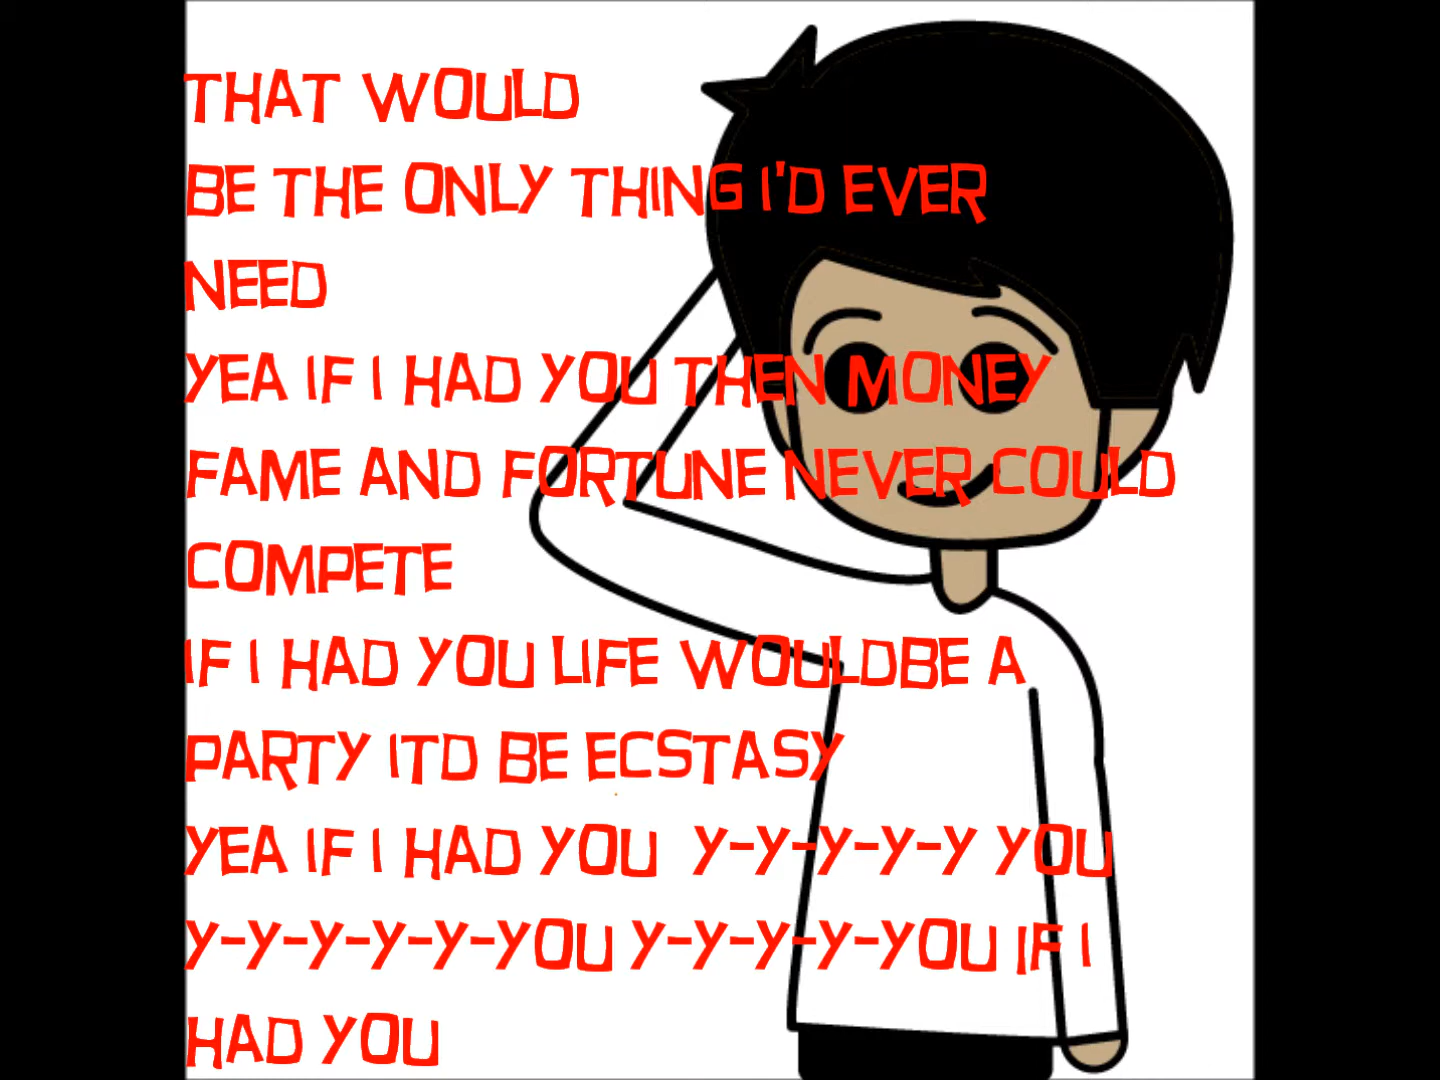 THAT WOULD
BE THE ONLY THING I'D EVER
NEED
YEA IF I HAD YOU THEN MONEY
FAME AND FORTUNE NEVER COULD
COMPETE
IF I HAD YOU LIFE WOULDBE A
PARTY ITD BE ECSTASY
YEA IF I HAD YOU Y-Y-Y-Y-Y YOU
Y-Y-Y-Y-Y-YOU Y-Y-Y-Y-YOU IF I
HAD YOU